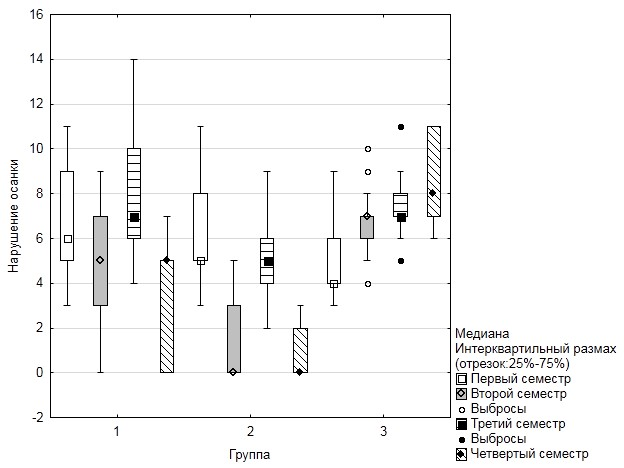 16
14
12
10
8
6
4
2
0
-2
Нарушение осанки
1 2 3
Группа
Медиана
Интерквартильный размах
(отрезок:25%-75%)
Первый семестр
Второй семестр
Выбросы
Третий семестр
Выбросы
Четвертый семестр